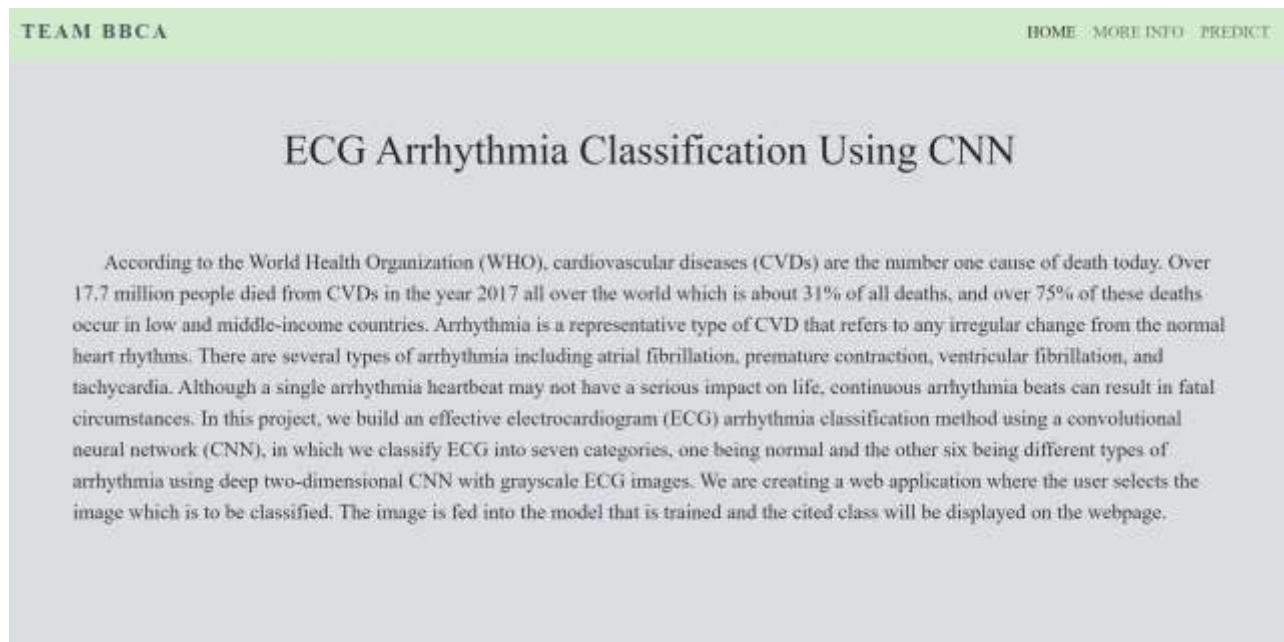 TEAM BBCA
HOME MORE INFO PREDICT
ECG Arrhythmia Classification Using CNN
According to the World Health Organization (WHO), cardiovascular diseases (CVDs) are the number one cause of death today. Over
17.7 million people died from CVDs in the year 2017 all over the world which is about 31% of all deaths, and over 75% of these deaths
occur in low and middle-income countries. Arrhythmia is a representative type of CVD that refers to any irregular change from the normal
heart rhythms. There are several types of arrhythmia including atrial fibrillation, premature contraction, ventricular fibrillation, and
tachycardia. Although a single arrhythmia heartbeat may not have a serious impact on life, continuous arrhythmia beats can result in fatal
circumstances. In this project, we build an effective electrocardiogram (ECG) arrhythmia classification method using a convolutional
neural network (CNN), in which we classify ECG into seven categories, one being normal and the other six being different types of
arrhythmia using deep two-dimensional CNN with grayscale ECG images. We are creating a web application where the user selects the
image which is to be classified. The image is fed into the model that is trained and the cited class will be displayed on the webpage.